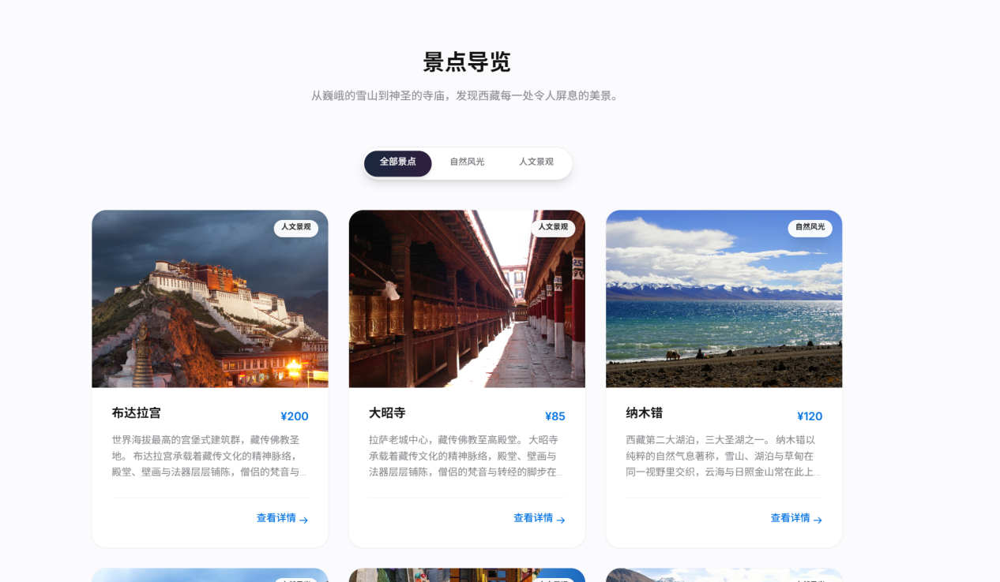 景点导览
从巍峨的雪山到神圣的寺庙，发现西藏每一处令人屏息的美景。
全部景点 自然风光 人文景观
人文景观
布达拉宫 ¥200
世界海拔最高的宫堡式建筑群，藏传佛教圣
地。 布达拉宫承载着藏传文化的精神脉络，
殿堂、壁画与法器层层铺陈，僧侣的梵音与...
查看详情 →
人文景观
大昭寺 ¥85
拉萨老城中心，藏传佛教至高殿堂。 大昭寺
承载着藏传文化的精神脉络，殿堂、壁画与
法器层层铺陈，僧侣的梵音与转经的脚步在...
查看详情 →
自然风光
纳木错 ¥120
西藏第二大湖泊，三大圣湖之一。 纳木错以
纯粹的自然气息著称，雪山、湖泊与草甸在
同一视野里交织，云海与日照金山常在此上...
查看详情 →